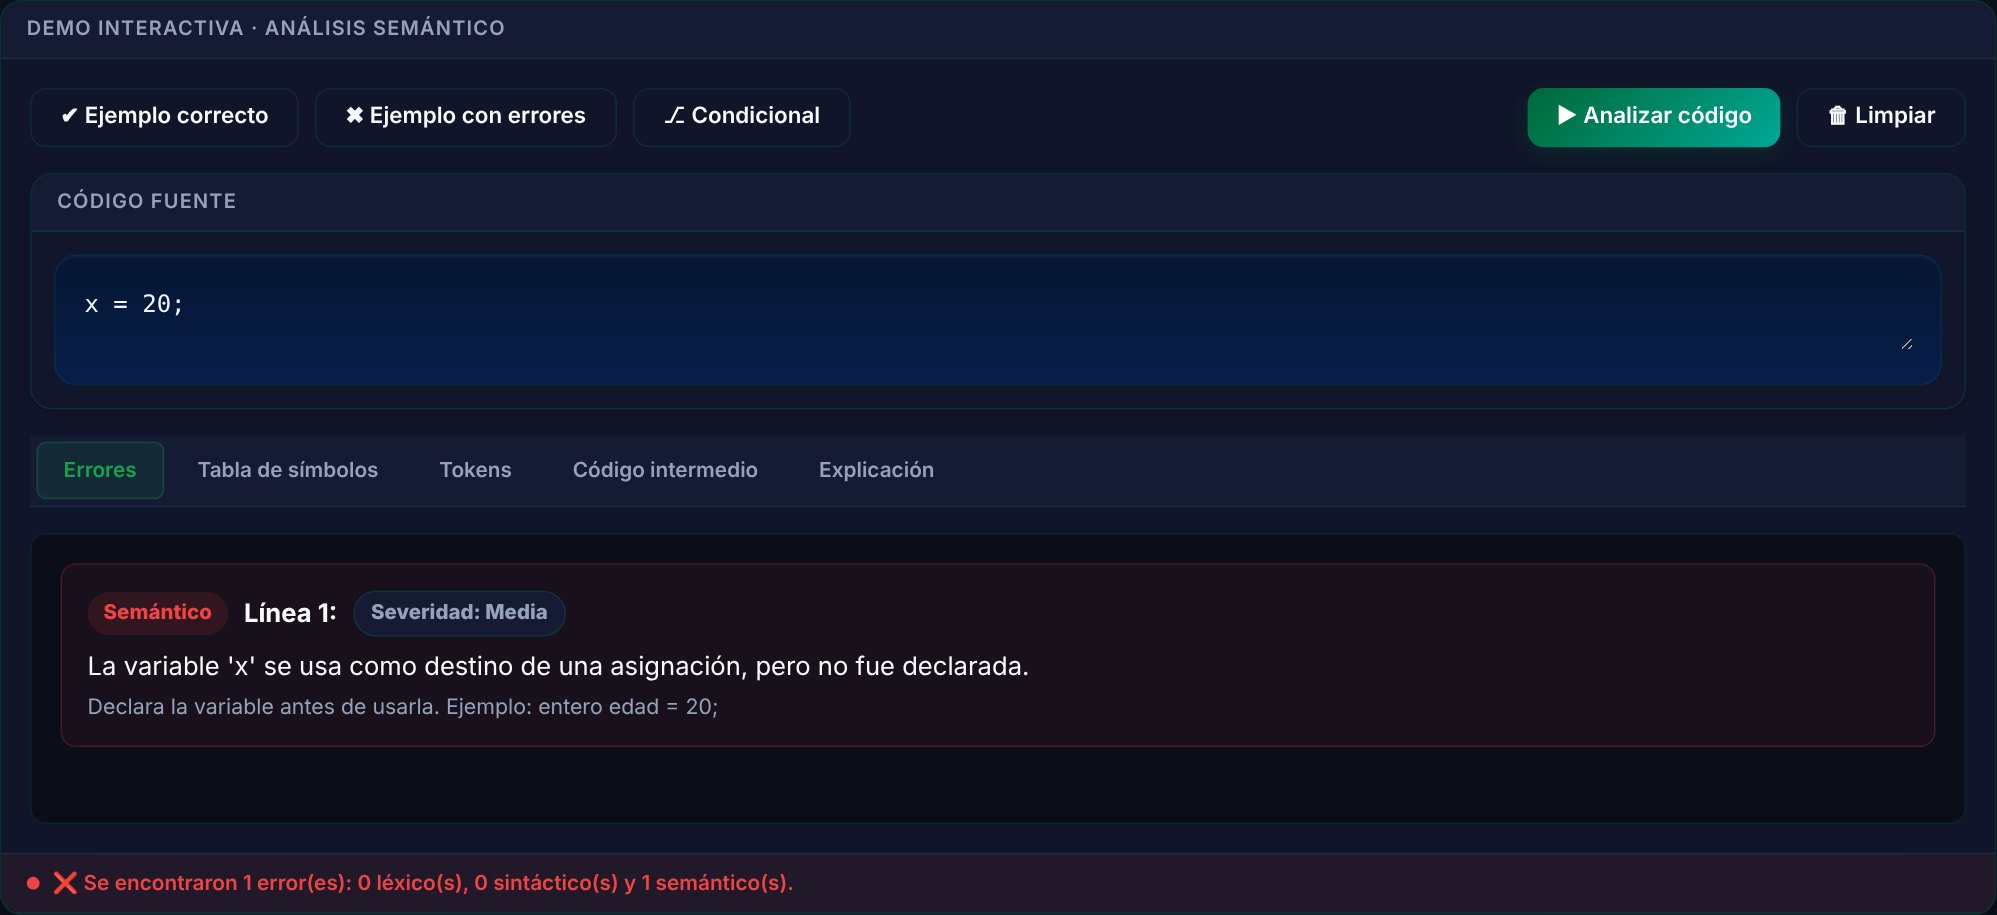 DEMO INTERACTIVA · ANÁLISIS SEMÁNTICO
✔ Ejemplo correcto ✖ Ejemplo con errores ⎇ Condicional ▶ Analizar código 🗑 Limpiar
CÓDIGO FUENTE
x = 20;
Errores Tabla de símbolos Tokens Código intermedio Explicación
Semántico Línea 1: Severidad: Media
La variable 'x' se usa como destino de una asignación, pero no fue declarada.
Declara la variable antes de usarla. Ejemplo: entero edad = 20;
❌ Se encontraron 1 error(es): 0 léxico(s), 0 sintáctico(s) y 1 semántico(s).